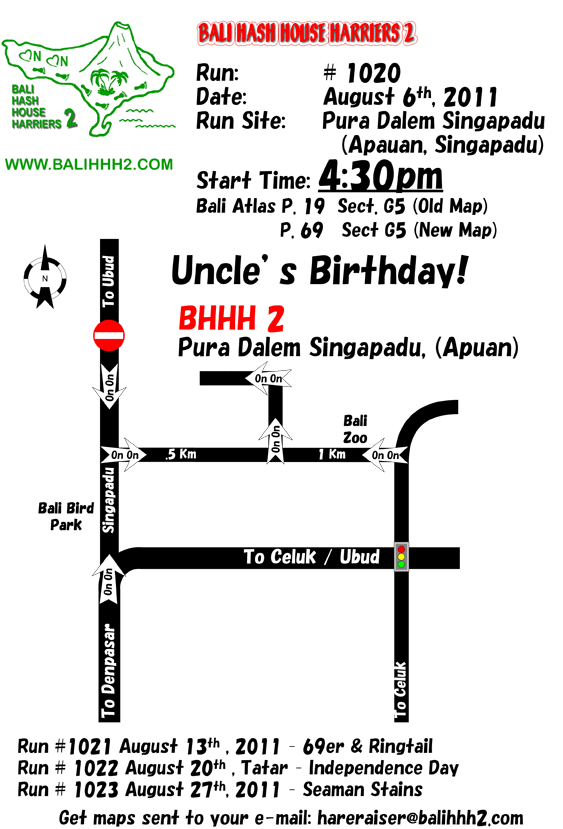 BALI HASH HOUSE HARRIERS 2
ON ON
BALI
HASH
HOUSE
HARRIERS 2
WWW.BALIHHH2.COM
Run: # 1020
Date: August 6th, 2011
Run Site: Pura Dalem Singapadu
(Apauan, Singapadu)
Start Time: 4:30pm
Bali Atlas P. 19 Sect. G5 (Old Map)
P. 69 Sect G5 (New Map)
N
To Ubud
Uncle's Birthday!
BHHH 2
Pura Dalem Singapadu, (Apuan)
On On
On On
Bali
Zoo
On On
On On
.5 Km
1 Km
On On
Singapadu
Bali Bird
Park
To Celuk / Ubud
On On
To Denpasar
To Celuk
Run #1021 August 13th , 2011 - 69er & Ringtail
Run # 1022 August 20th , Tatar - Independence Day
Run # 1023 August 27th, 2011 - Seaman Stains
Get maps sent to your e-mail: hareraiser@balihhh2.com